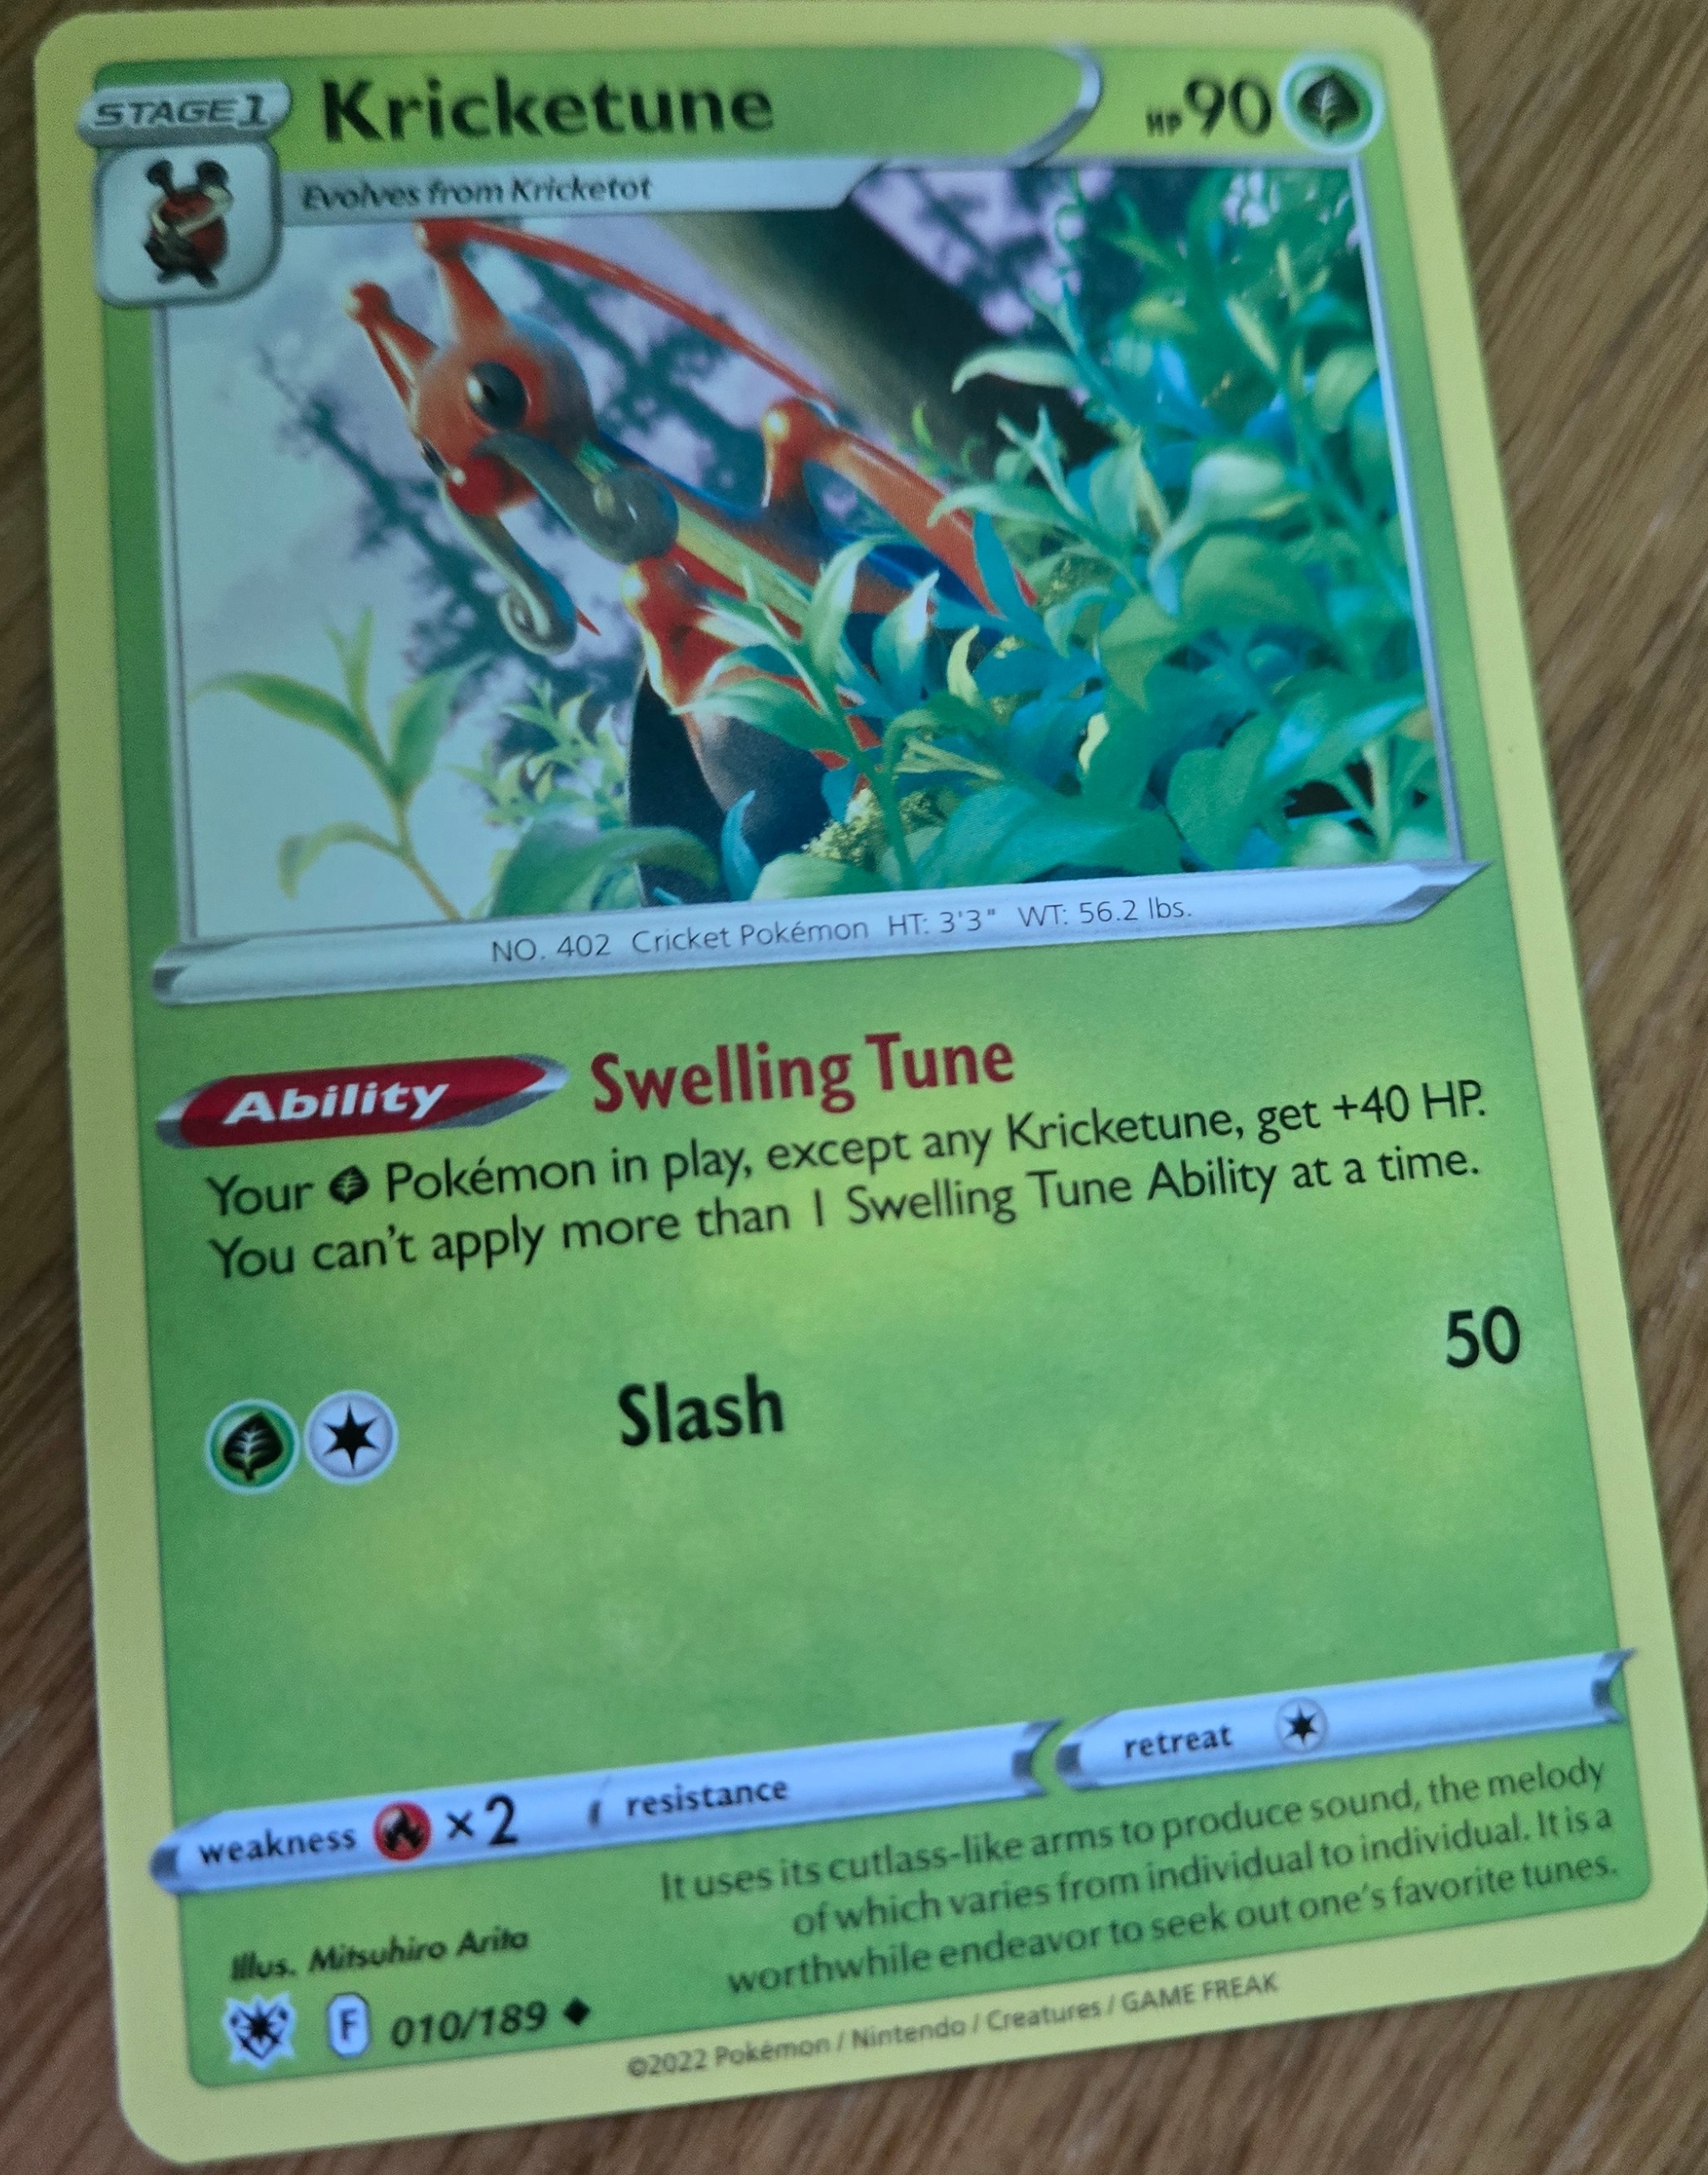 STAGE 1
Kricketune
HP 90
Evolves from Kricketot
NO. 402 Cricket Pokémon HT: 3'3" WT: 56.2 lbs.
Ability Swelling Tune
Your Pokémon in play, except any Kricketune, get +40 HP.
You can't apply more than 1 Swelling Tune Ability at a time.
Slash 50
weakness ×2 resistance retreat
It uses its cutlass-like arms to produce sound, the melody
of which varies from individual to individual. It is a
worthwhile endeavor to seek out one's favorite tunes.
Illus. Mitsuhiro Arita
F 010/189
©2022 Pokémon / Nintendo / Creatures / GAME FREAK